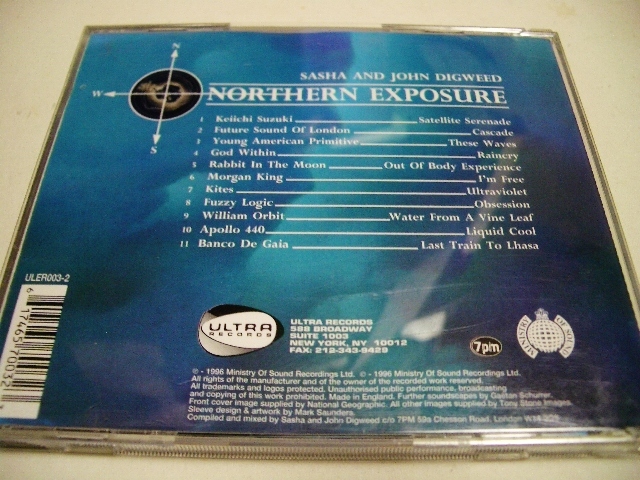 N
SASHA AND JOHN DIGWEED
W NORTHERN EXPOSURE
S
1 Keiichi Suzuki Satellite Serenade
2 Future Sound Of London Cascade
3 Young American Primitive These Waves
4 God Within Raincry
5 Rabbit In The Moon Out Of Body Experience
6 Morgan King I'm Free
7 Kites Ultraviolet
8 Fuzzy Logic Obsession
9 William Orbit Water From A Vine Leaf
10 Apollo 440 Liquid Cool
11 Banco De Gaia Last Train To Lhasa
ULER003-2
6 17465 70032
ULTRA
RECORDS
ULTRA RECORDS
588 BROADWAY
SUITE 1003
NEW YORK, NY 10012
FAX: 212-343-9429
7pm
MINISTRY OF SOUND
℗ - 1996 Ministry Of Sound Recordings Ltd. © - 1996 Ministry Of Sound Recordings Ltd.
All rights of the manufacturer and of the owner of the recorded work reserved.
All trademarks and logos protected. Unauthorised public performance, broadcasting
and copying of this work prohibited. Made in England. Further soundscapes by Gaetan Schurrer.
Front cover image supplied by National Geographic. All other images supplied by Tony Stone Images.
Sleeve design & artwork by Mark Saunders.
Compiled and mixed by Sasha and John Digweed c/o 7PM 59a Chesson Road, London